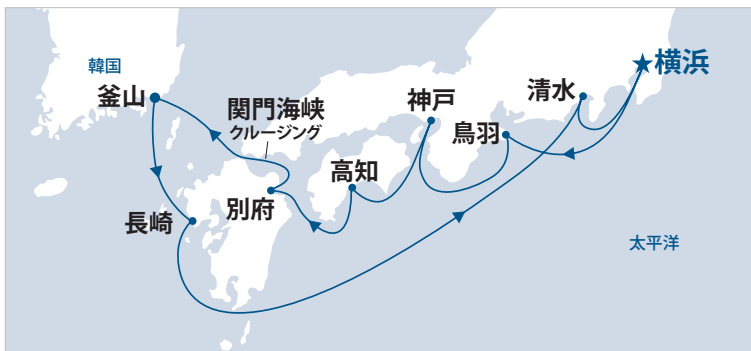 韓国
釜山
関門海峡
クルージング
神戸
清水
★横浜
鳥羽
高知
別府
長崎
太平洋